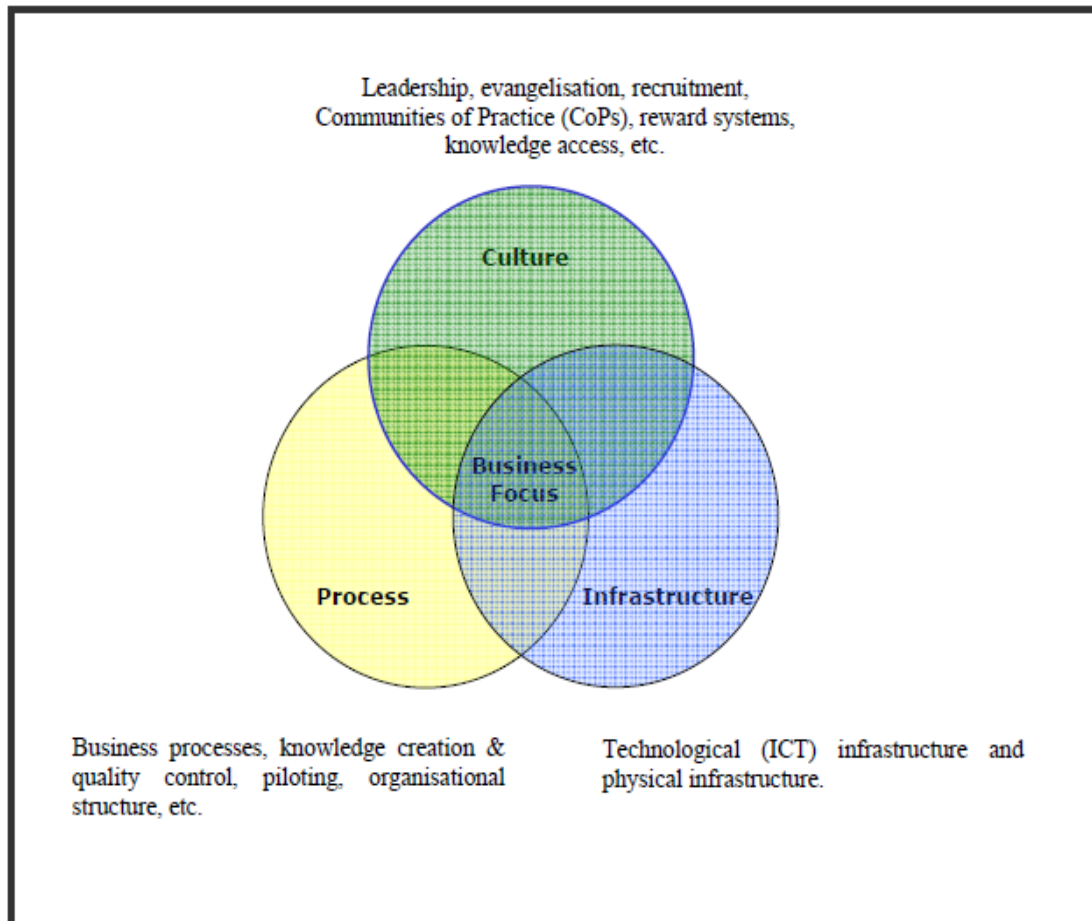 Leadership, evangelisation, recruitment,
Communities of Practice (CoPs), reward systems,
knowledge access, etc.
Culture
Business
Focus
Process
Infrastructure
Business processes, knowledge creation &
quality control, piloting, organisational
structure, etc.
Technological (ICT) infrastructure and
physical infrastructure.